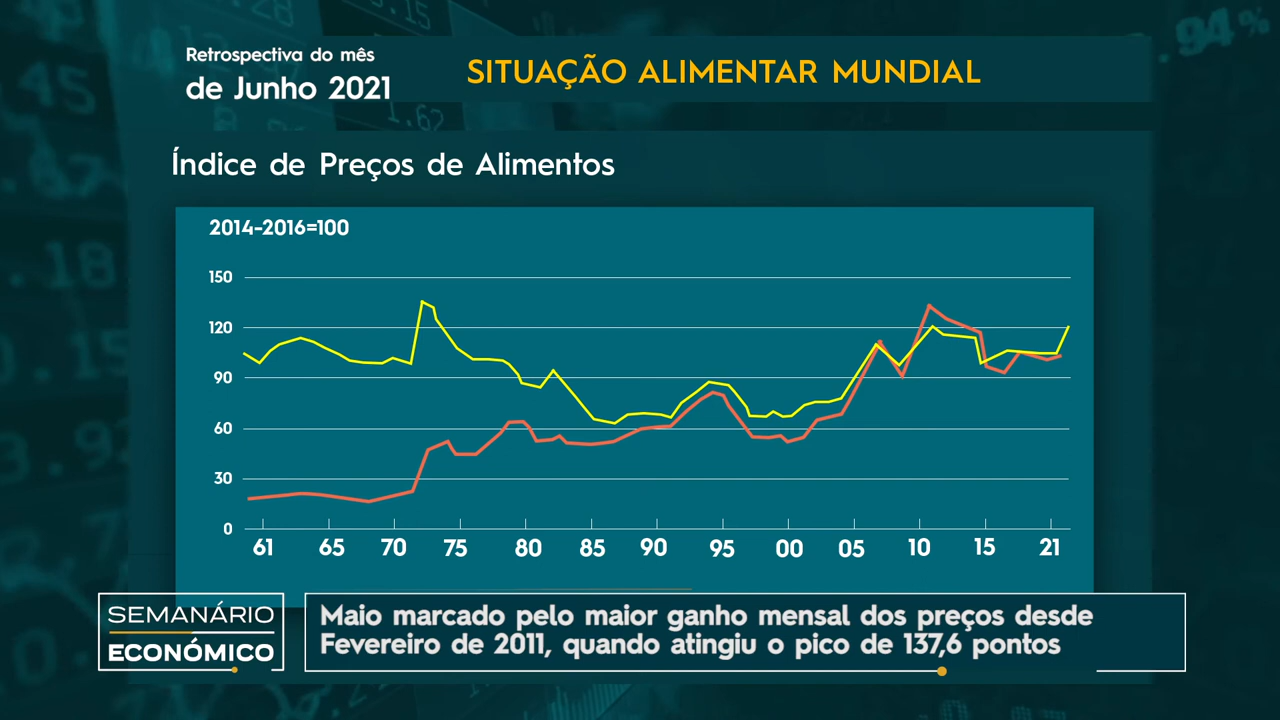 Retrospectiva do mês
de Junho 2021
SITUAÇÃO ALIMENTAR MUNDIAL
Índice de Preços de Alimentos
2014-2016=100
150
120
90
60
30
0
61 65 70 75 80 85 90 95 00 05 10 15 21
SEMANÁRIO
ECONÓMICO
Maio marcado pelo maior ganho mensal dos preços desde
Fevereiro de 2011, quando atingiu o pico de 137,6 pontos
.94%
1.62